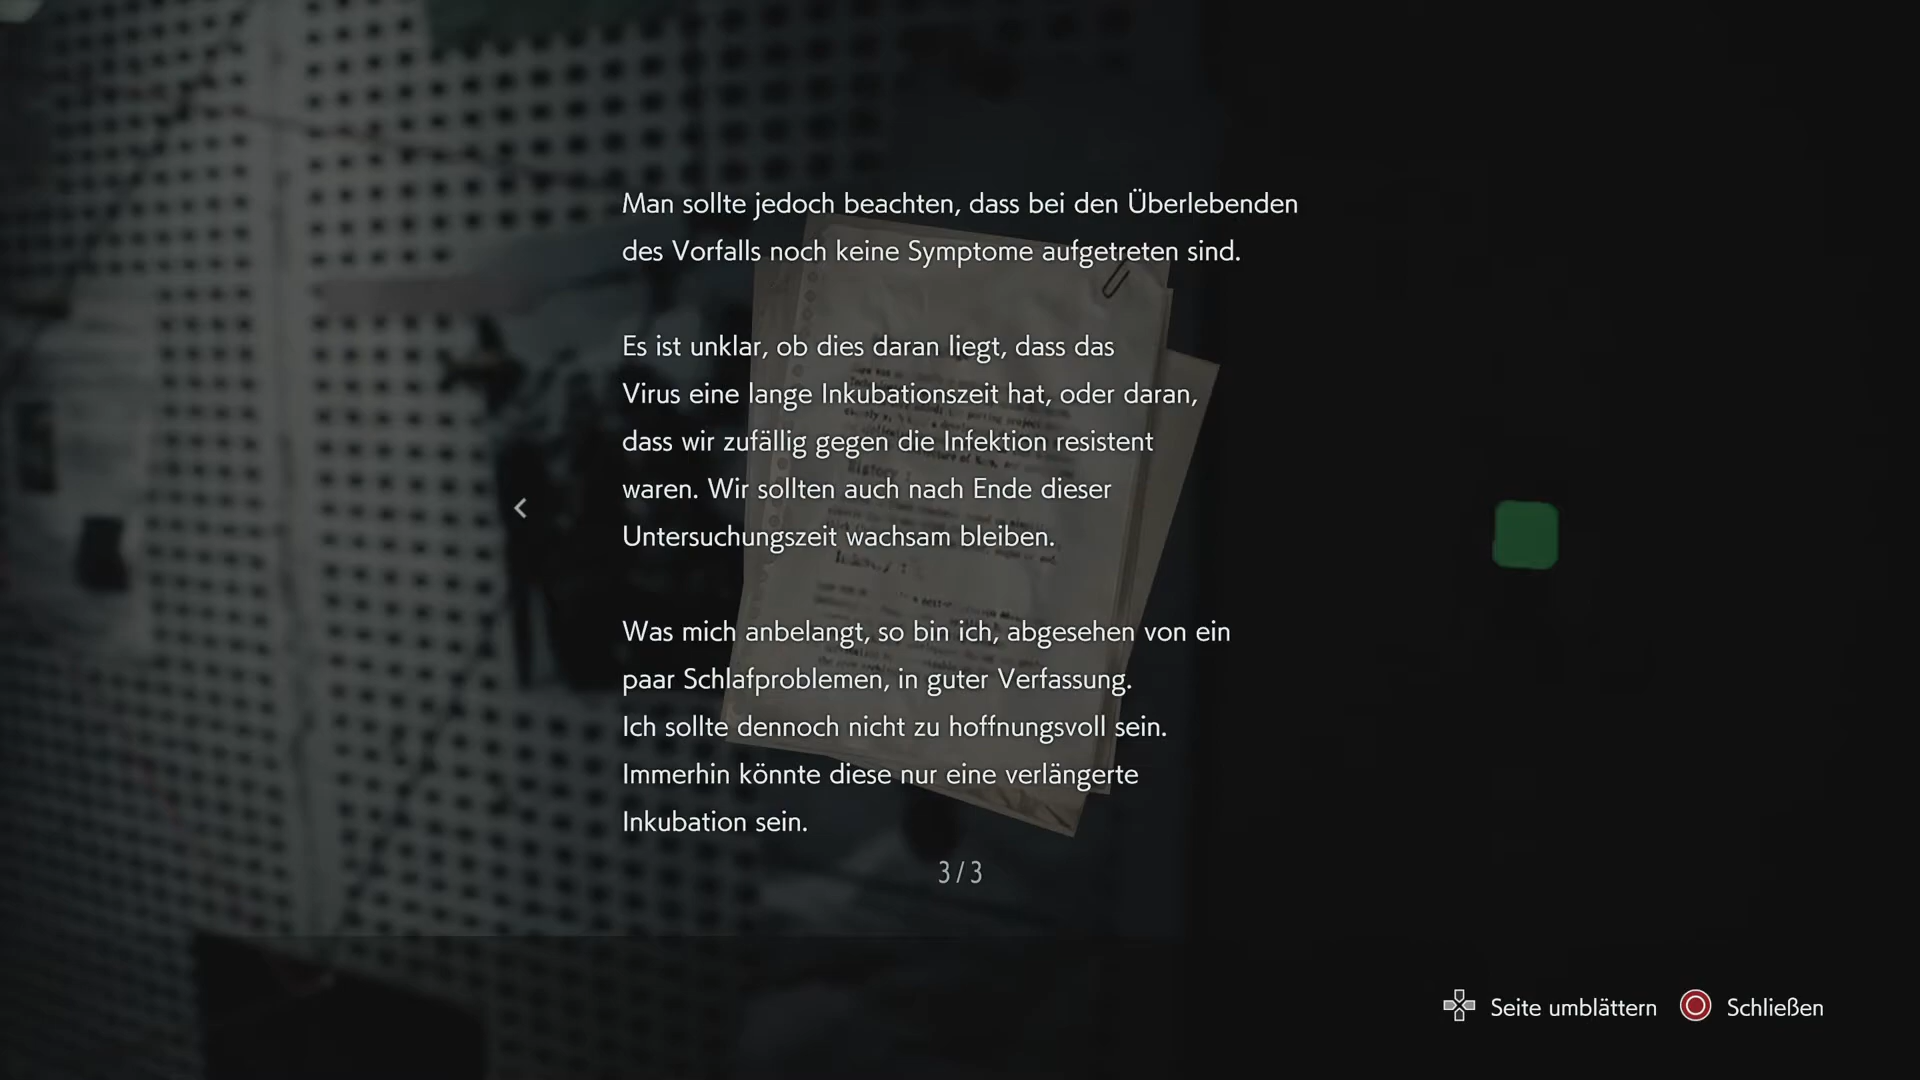 Man sollte jedoch beachten, dass bei den Überlebenden
des Vorfalls noch keine Symptome aufgetreten sind.
Es ist unklar, ob dies daran liegt, dass das
Virus eine lange Inkubationszeit hat, oder daran,
dass wir zufällig gegen die Infektion resistent
waren. Wir sollten auch nach Ende dieser
Untersuchungszeit wachsam bleiben.
Was mich anbelangt, so bin ich, abgesehen von ein
paar Schlafproblemen, in guter Verfassung.
Ich sollte dennoch nicht zu hoffnungsvoll sein.
Immerhin könnte diese nur eine verlängerte
Inkubation sein.
3 / 3
Seite umblättern
Schließen